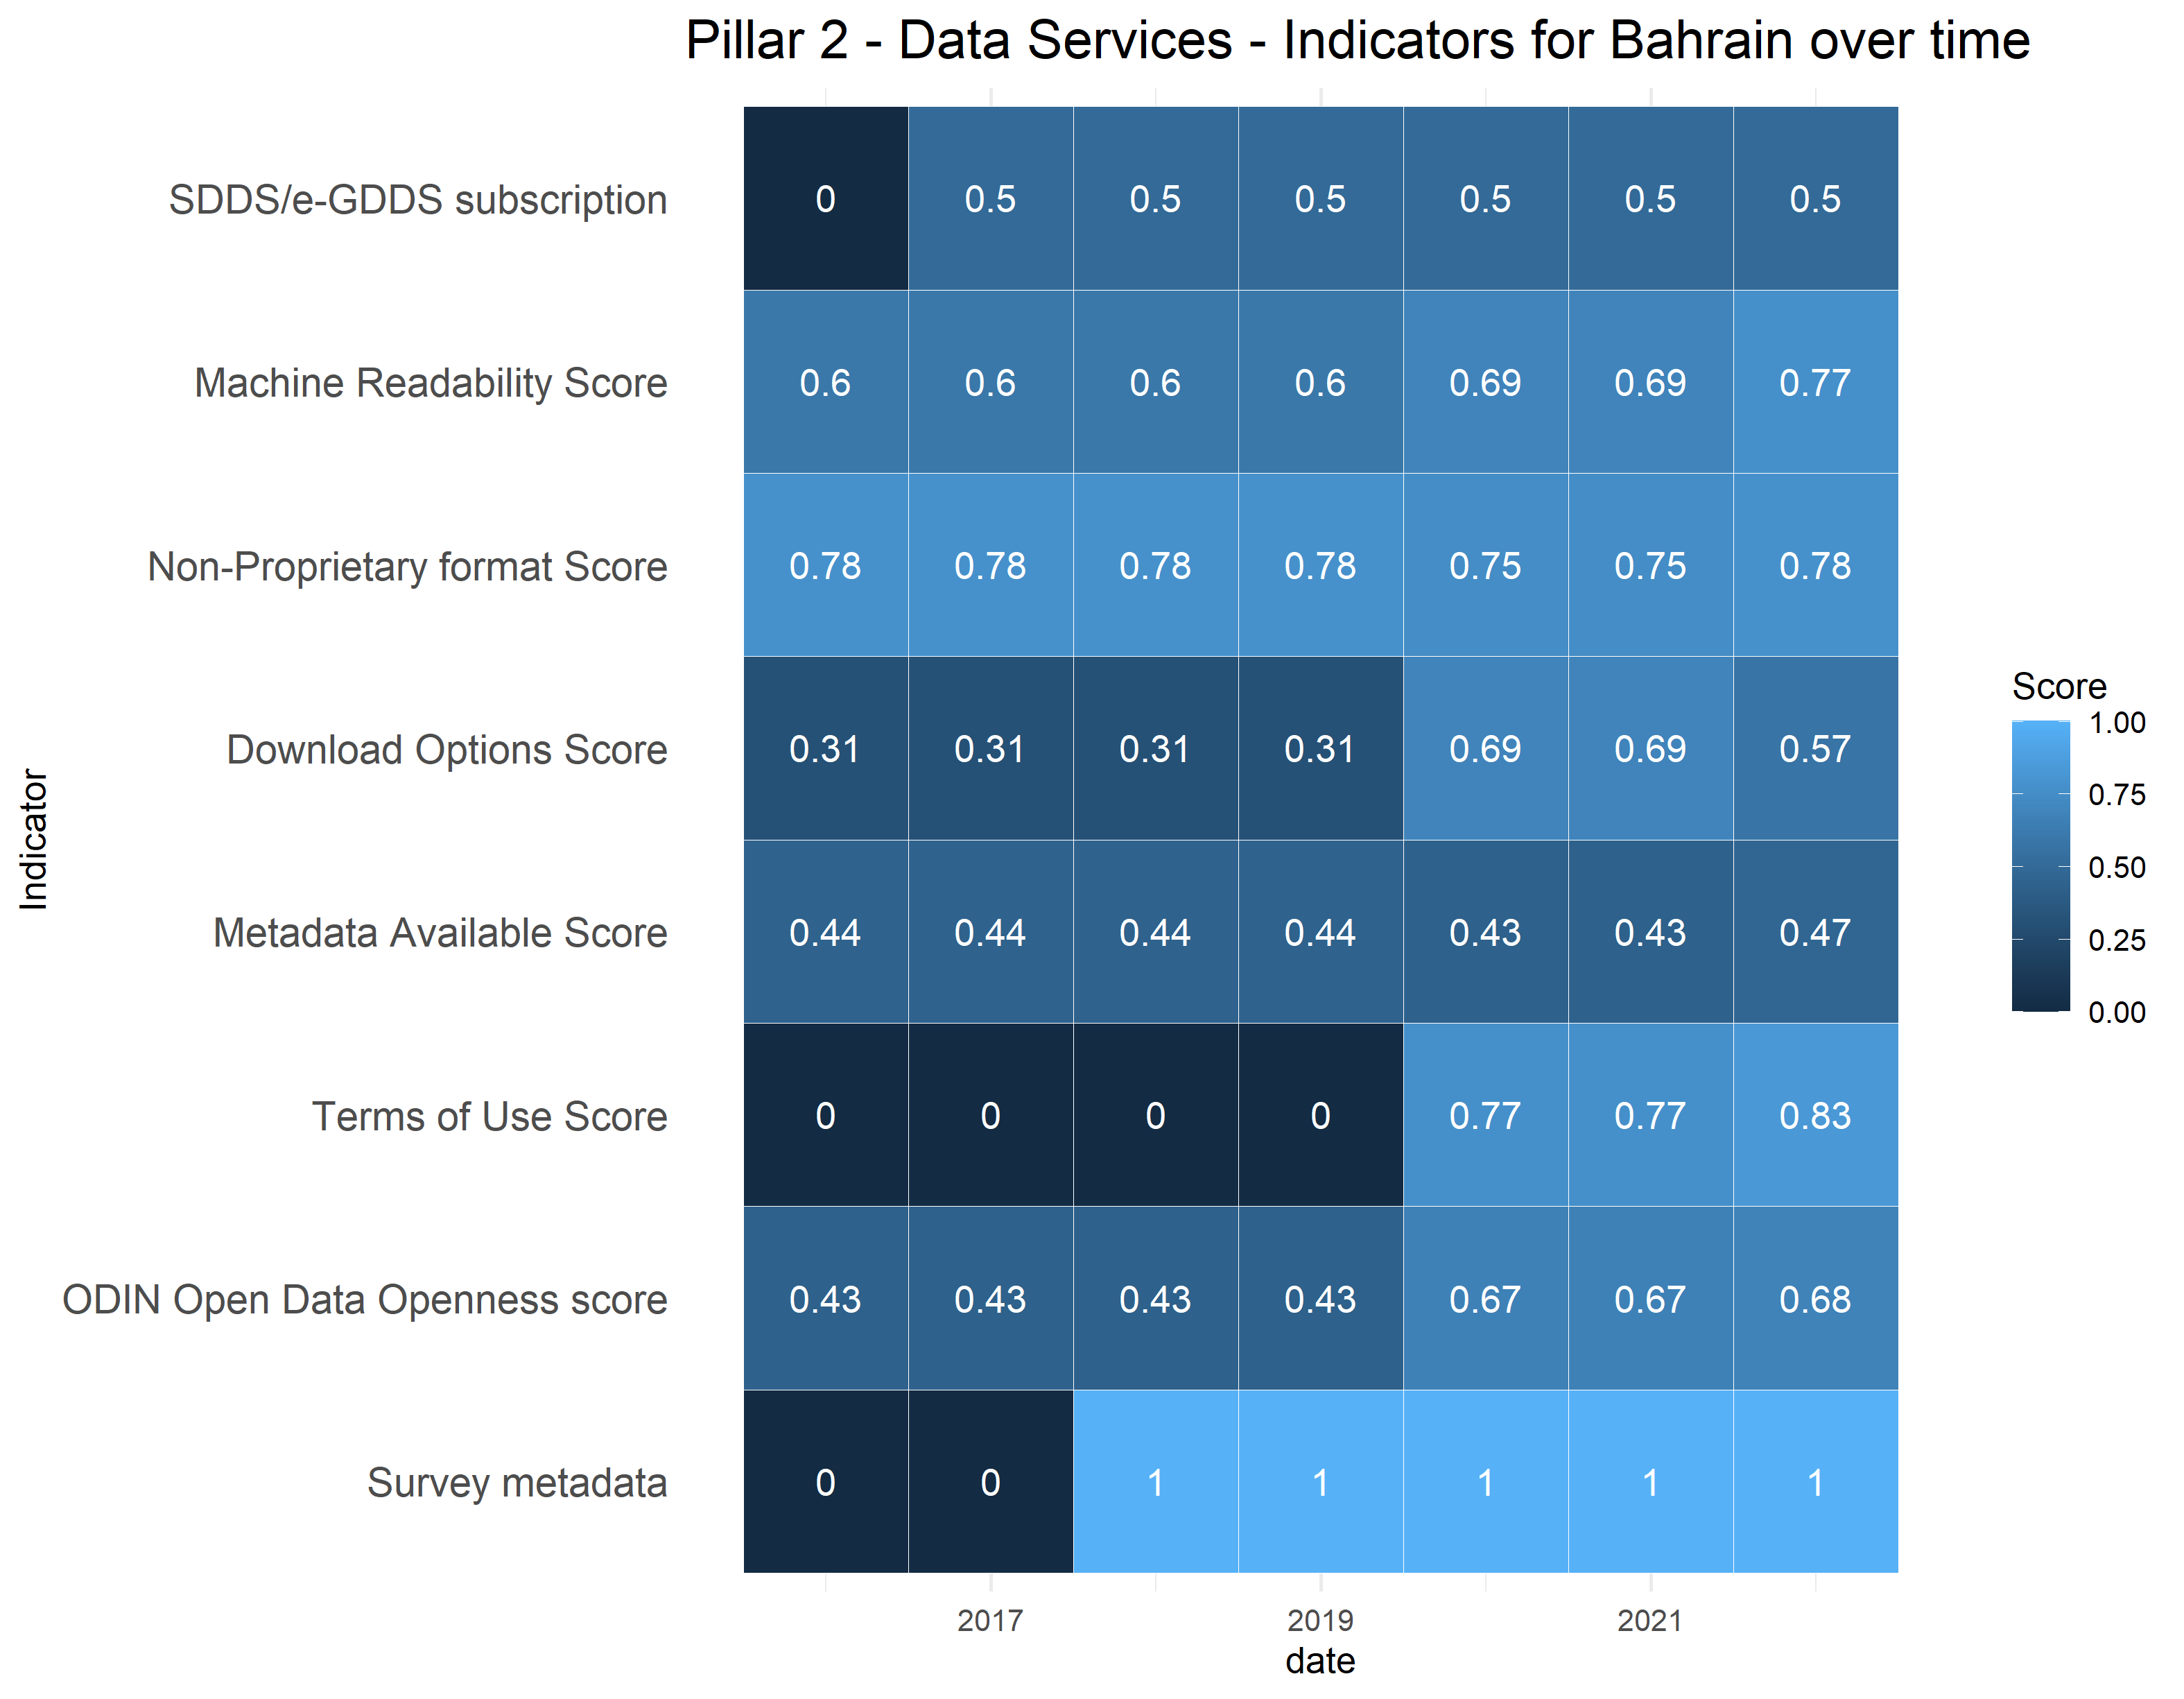 Pillar 2 - Data Services - Indicators for Bahrain over time
Indicator
SDDS/e-GDDS subscription 0 0.5 0.5 0.5 0.5 0.5 0.5
Machine Readability Score 0.6 0.6 0.6 0.6 0.69 0.69 0.77
Non-Proprietary format Score 0.78 0.78 0.78 0.78 0.75 0.75 0.78
Download Options Score 0.31 0.31 0.31 0.31 0.69 0.69 0.57
Metadata Available Score 0.44 0.44 0.44 0.44 0.43 0.43 0.47
Terms of Use Score 0 0 0 0 0.77 0.77 0.83
ODIN Open Data Openness score 0.43 0.43 0.43 0.43 0.67 0.67 0.68
Survey metadata 0 0 1 1 1 1 1
2017 2019 2021
date
Score
1.00
0.75
0.50
0.25
0.00